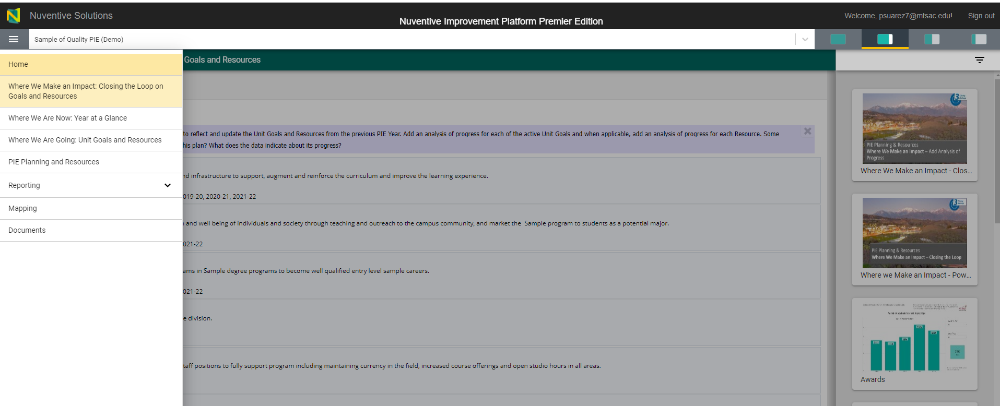 Nuventive Solutions
Nuventive Improvement Platform Premier Edition
Welcome, psuarez7@mtsac.edu!
Sign out
Sample of Quality PIE (Demo)
Home
Where We Make an Impact: Closing the Loop on
Goals and Resources
Where We Are Now: Year at a Glance
Where We Are Going: Unit Goals and Resources
PIE Planning and Resources
Reporting
Mapping
Documents
Goals and Resources
to reflect and update the Unit Goals and Resources from the previous PIE Year. Add an analysis of progress for each of the active Unit Goals and when applicable, add an analysis of progress for each Resource. Some
his plan? What does the data indicate about its progress?
nd infrastructure to support, augment and reinforce the curriculum and improve the learning experience.
019-20, 2020-21, 2021-22
and well being of individuals and society through teaching and outreach to the campus community, and market the Sample program to students as a potential major.
021-22
ams in Sample degree programs to become well qualified entry level sample careers.
021-22
e division.
taff positions to fully support program including maintaining currency in the field, increased course offerings and open studio hours in all areas.
PIE Planning & Resources
Where We Make an Impact – Add Analysis of
Progress
Where We Make an Impact - Clos...
PIE Planning & Resources
Where We Make an Impact – Closing the Loop
Where we Make an Impact - Pow...
Awards